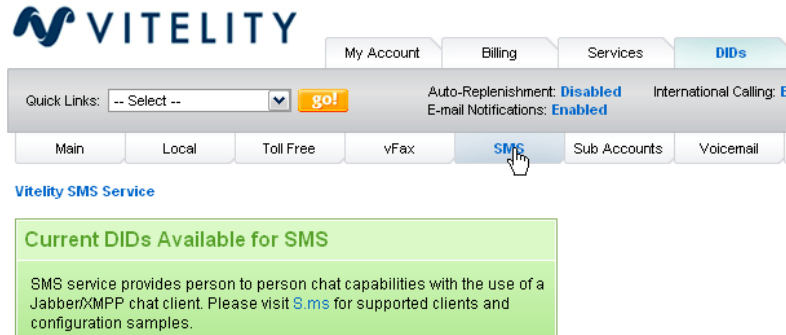 VITELITY
My Account Billing Services DIDs
Quick Links: -- Select -- go! Auto-Replenishment: Disabled International Calling:
E-mail Notifications: Enabled
Main Local Toll Free vFax SMS Sub Accounts Voicemail
Vitelity SMS Service
Current DIDs Available for SMS
SMS service provides person to person chat capabilities with the use of a
Jabber/XMPP chat client. Please visit S.ms for supported clients and
configuration samples.